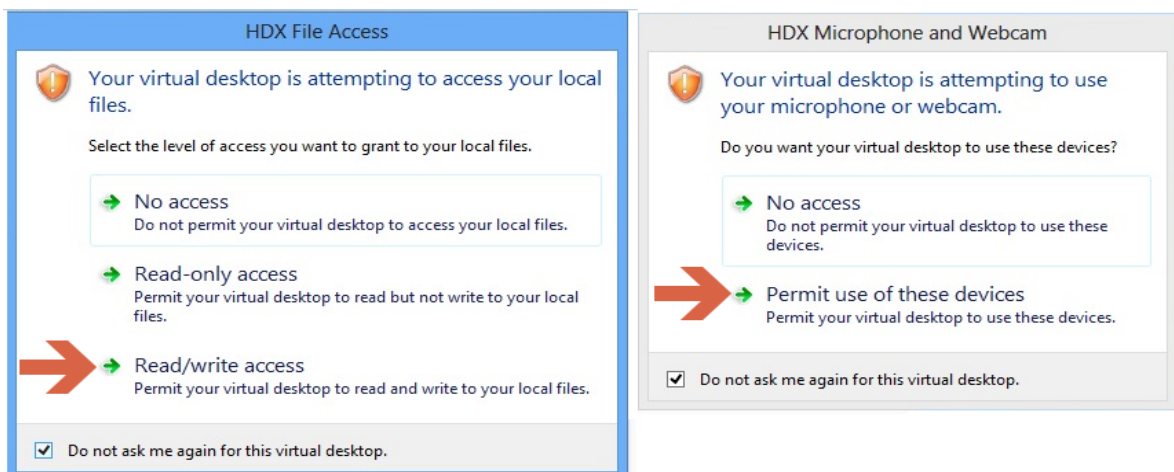 HDX File Access
Your virtual desktop is attempting to access your local
files.
Select the level of access you want to grant to your local files.
No access
Do not permit your virtual desktop to access your local files.
Read-only access
Permit your virtual desktop to read but not write to your local
files.
Read/write access
Permit your virtual desktop to read and write to your local files.
Do not ask me again for this virtual desktop.
HDX Microphone and Webcam
Your virtual desktop is attempting to use
your microphone or webcam.
Do you want your virtual desktop to use these devices?
No access
Do not permit your virtual desktop to use these
devices.
Permit use of these devices
Permit your virtual desktop to use these devices.
Do not ask me again for this virtual desktop.